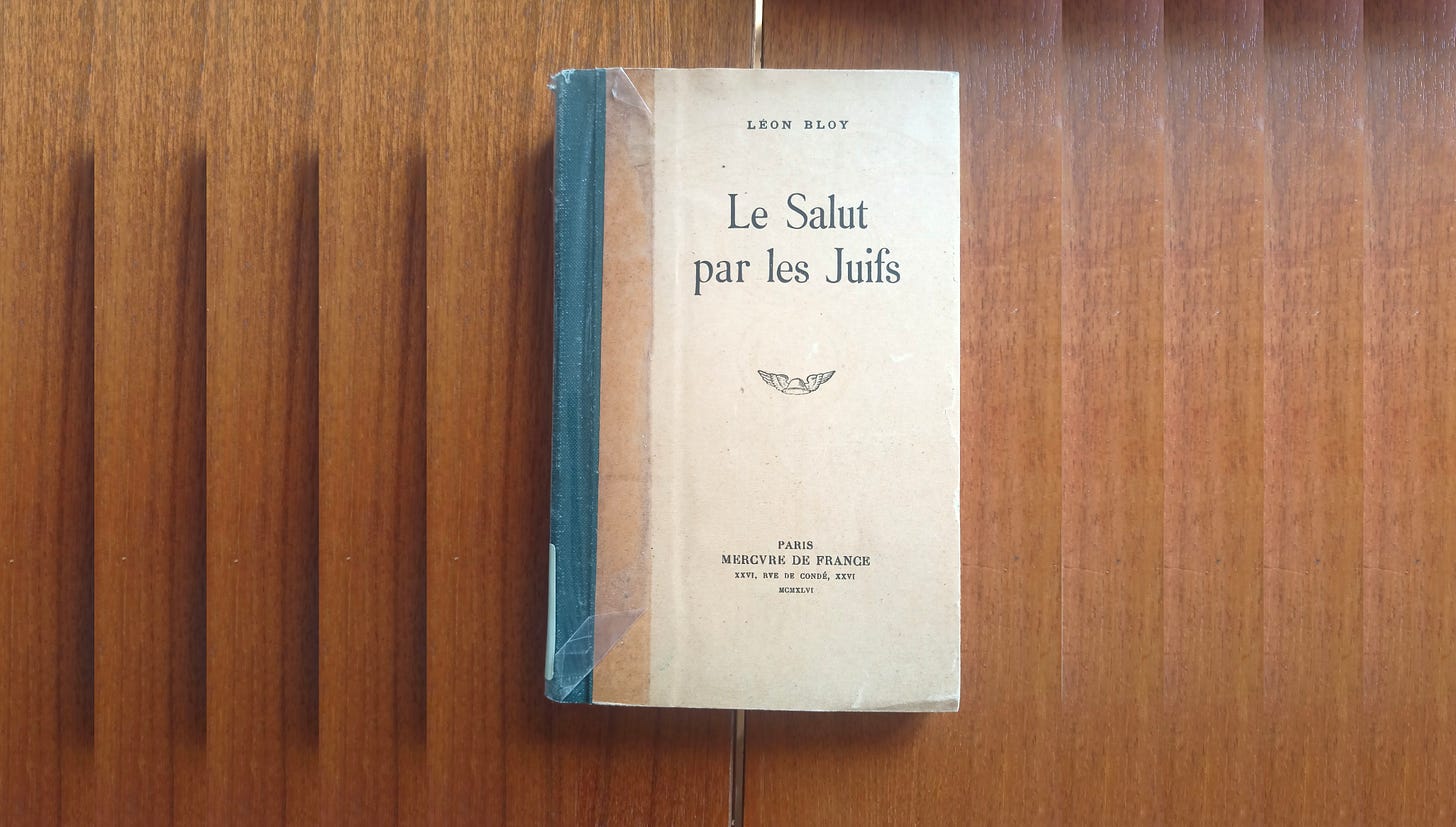 LÉON BLOY
Le Salut
par les Juifs
PARIS
MERCVRE DE FRANCE
XXVI, RVE DE CONDÉ, XXVI
MCMXLVI